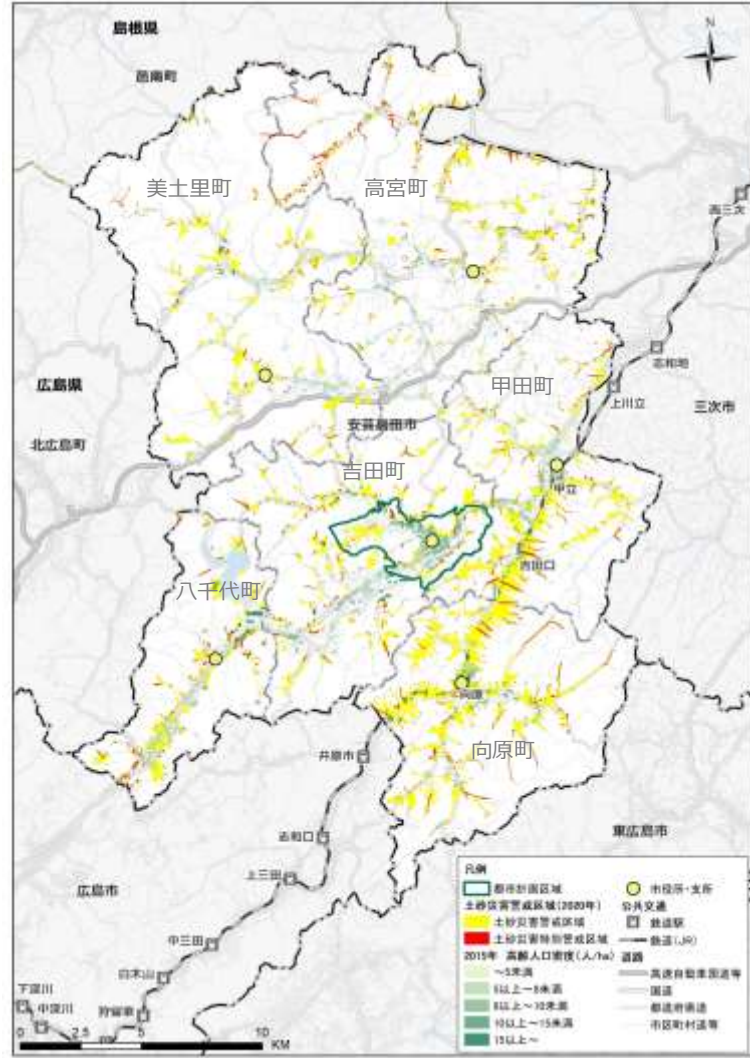 島根県
邑南町
N
美土里町
高宮町
西三次
志和地
甲田町
上川立
広島県
三次市
安芸高田市
北広島町
吉田町
甲立
吉田口
八千代町
向原
向原町
井原市
志和口
東広島市
上三田
広島市
中三田
白木山
下深川
中深川
狩留家
0 2.5 5 10
KM
凡例
都市計画区域
市役所・支所
土砂災害警戒区域(2020年)
公共交通
土砂災害警戒区域
鉄道駅
土砂災害特別警戒区域
鉄道(JR)
2015年 高齢人口密度(人/ha)
道路
～5未満
高速自動車国道等
5以上～8未満
国道
8以上～10未満
都道府県道
10以上～15未満
市区町村道等
15以上～